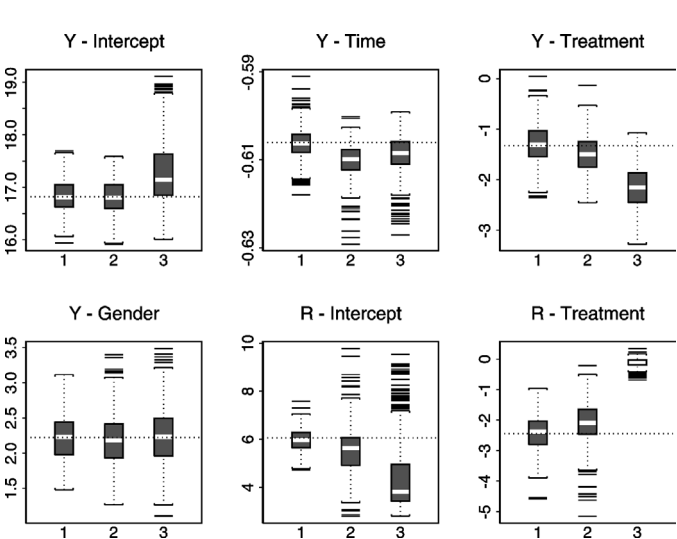 Y - Intercept
Y - Time
Y - Treatment
19.0
18.0
17.0
16.0
1 2 3
-0.59
-0.61
-0.63
1 2 3
0
-1
-2
-3
1 2 3
Y - Gender
R - Intercept
R - Treatment
3.5
3.0
2.5
2.0
1.5
1 2 3
10
8
6
4
1 2 3
0
-1
-2
-3
-4
-5
1 2 3